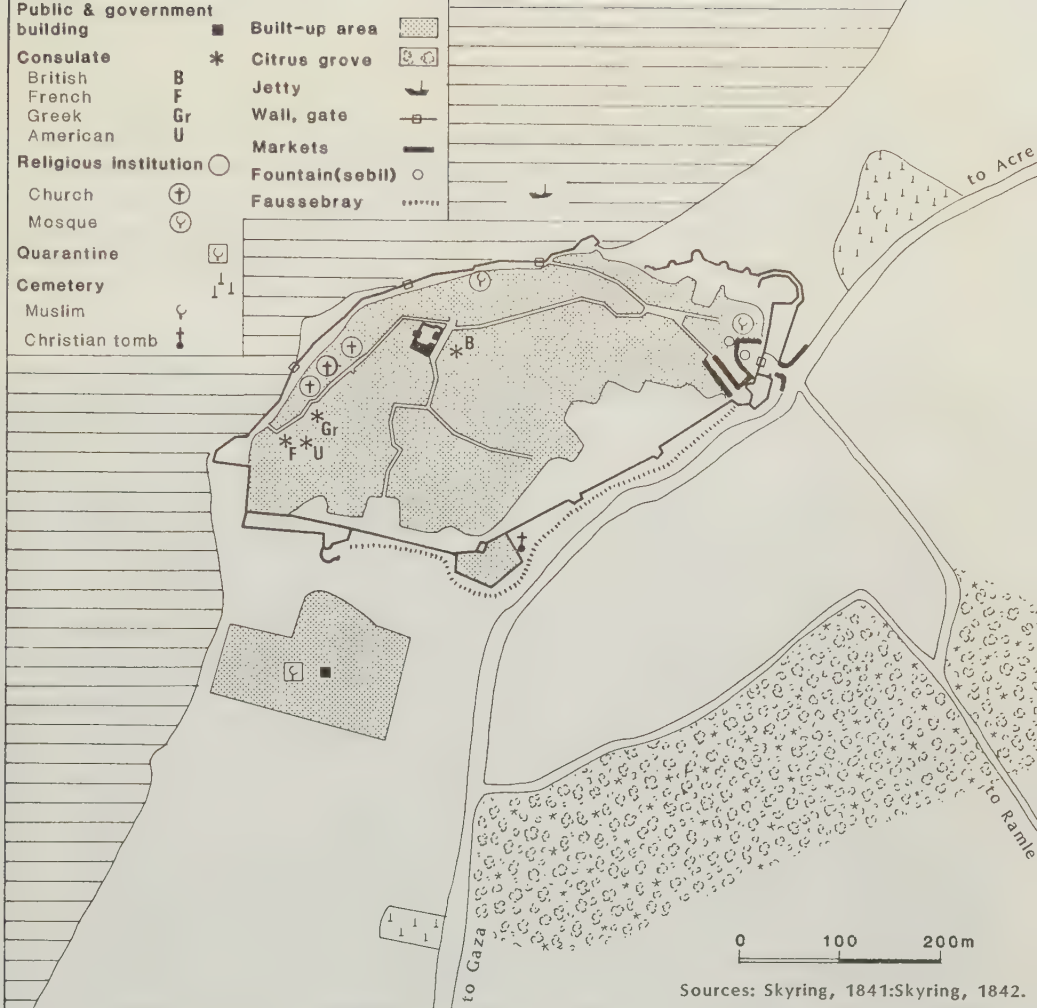 Public & government
building
Consulate
British B
French F
Greek Gr
American U
Religious institution
Church
Mosque
Quarantine
Cemetery
Muslim
Christian tomb
Built-up area
Citrus grove
Jetty
Wall, gate
Markets
Fountain(sebil)
Faussebray
to Acre
B
Gr
F U
to Ramle
to Gaza
0 100 200m
Sources: Skyring, 1841:Skyring, 1842.